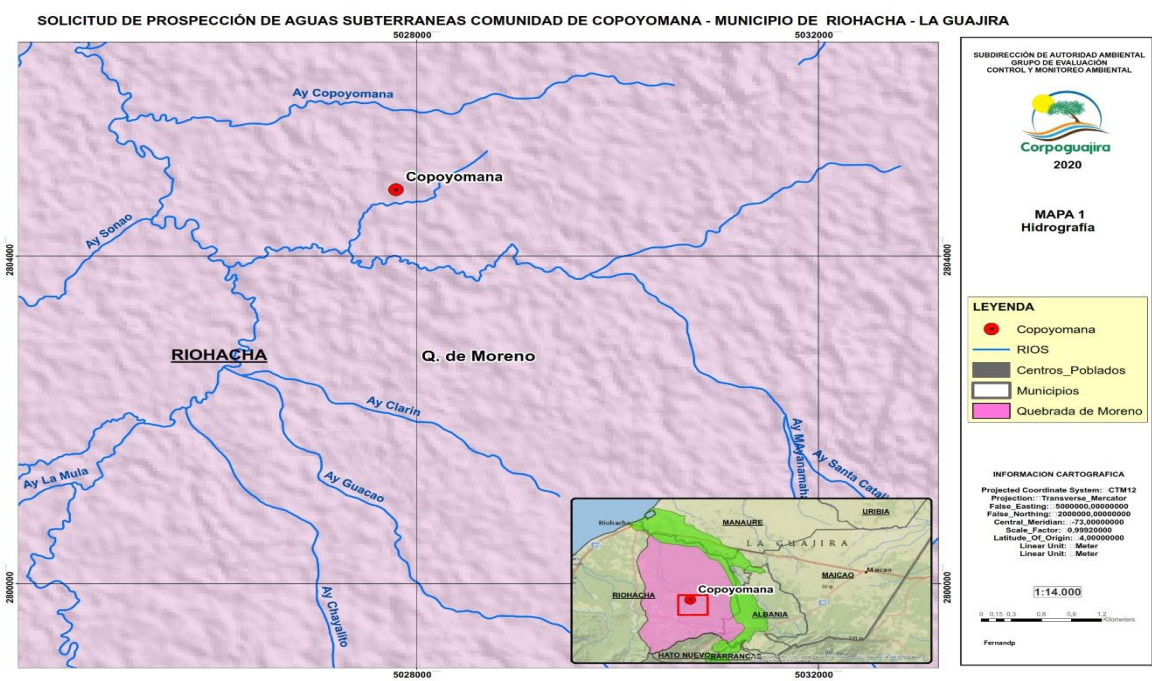 SOLICITUD DE PROSPECCIÓN DE AGUAS SUBTERRANEAS COMUNIDAD DE COPOYOMANA - MUNICIPIO DE RIOHACHA - LA GUAJIRA
5028000
5032000
Ay Copoyomana
Copoyomana
Ay Sonao
2804000
2804000
RIOHACHA
Q. de Moreno
Ay Clarin
Ay La Mula
Ay Guacao
Ay MAyanamaha
Ay Santa Catali
Ay Chayalito
2800000
2800000
5028000
5032000
Riohacha
MANAURE
URIBIA
LA GUAJIRA
MAICAO
Maicao
RIOHACHA
Copoyomana
ALBANIA
HATO NUEVO
BARRANCAS
SUBDIRECCIÓN DE AUTORIDAD AMBIENTAL
GRUPO DE EVALUACIÓN
CONTROL Y MONITOREO AMBIENTAL
Corpoguajira
2020
MAPA 1
Hidrografía
LEYENDA
Copoyomana
RIOS
Centros_Poblados
Municipios
Quebrada de Moreno
INFORMACION CARTOGRAFICA
Projected Coordinate System: CTM12
Projection: Transverse_Mercator
False_Easting: 5000000,00000000
False_Northing: 2000000,00000000
Central_Meridian: -73,00000000
Scale_Factor: 0,99920000
Latitude_Of_Origin: 4,00000000
Linear Unit: Meter
Linear Unit: Meter
1:14.000
0 0,15 0,3 0,6 0,9 1,2
Kilometers
Fernandp